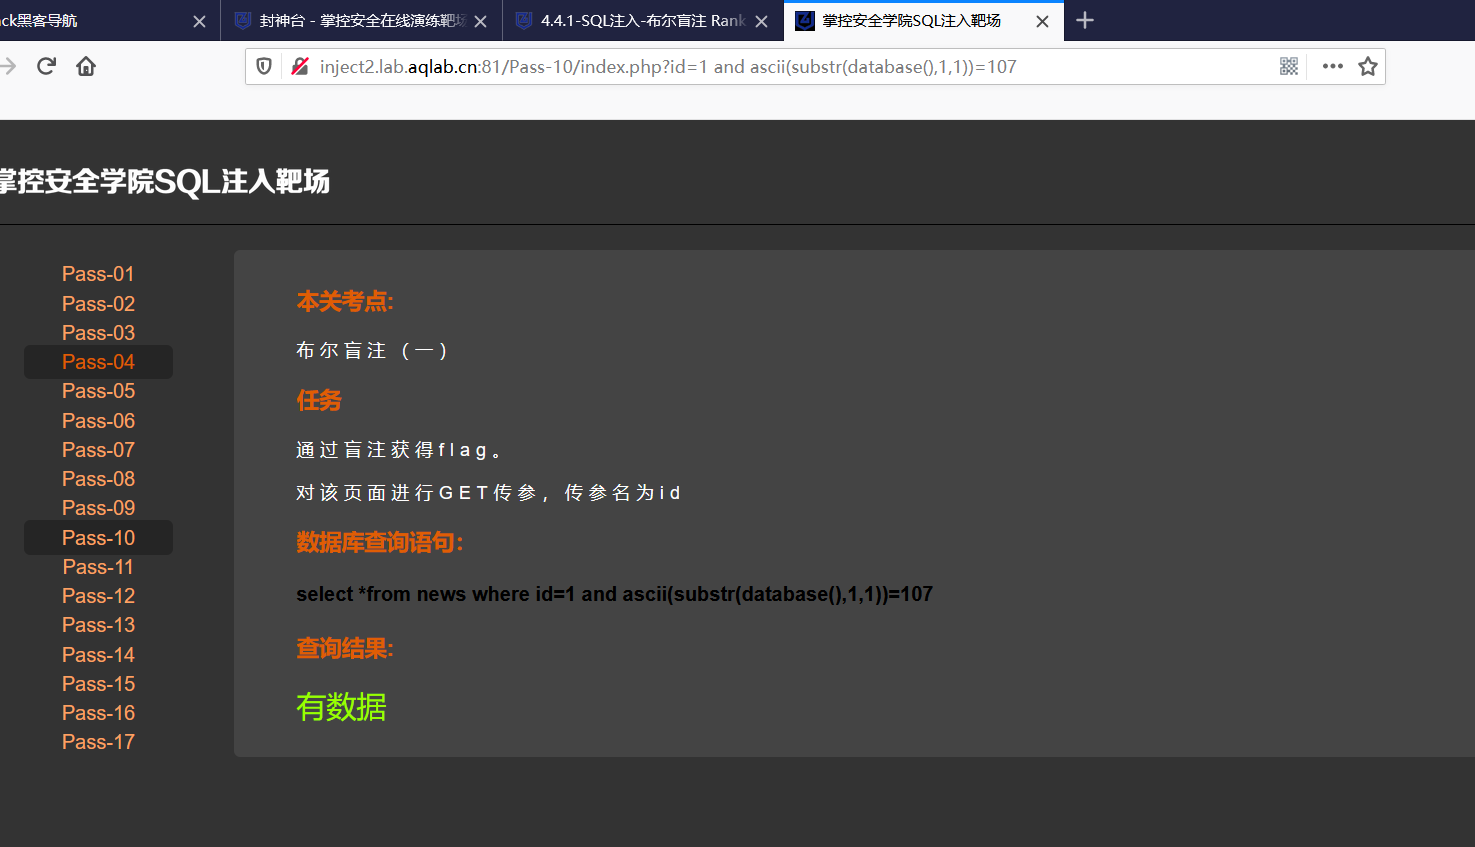 ck黑客导航
封神台 - 掌控安全在线演练靶场
4.4.1-SQL注入-布尔盲注 Rank
掌控安全学院SQL注入靶场
inject2.lab.aqlab.cn:81/Pass-10/index.php?id=1 and ascii(substr(database(),1,1))=107
掌控安全学院SQL注入靶场
Pass-01
Pass-02
Pass-03
Pass-04
Pass-05
Pass-06
Pass-07
Pass-08
Pass-09
Pass-10
Pass-11
Pass-12
Pass-13
Pass-14
Pass-15
Pass-16
Pass-17
本关考点:
布尔盲注（一）
任务
通过盲注获得flag。
对该页面进行GET传参，传参名为id
数据库查询语句:
select *from news where id=1 and ascii(substr(database(),1,1))=107
查询结果:
有数据